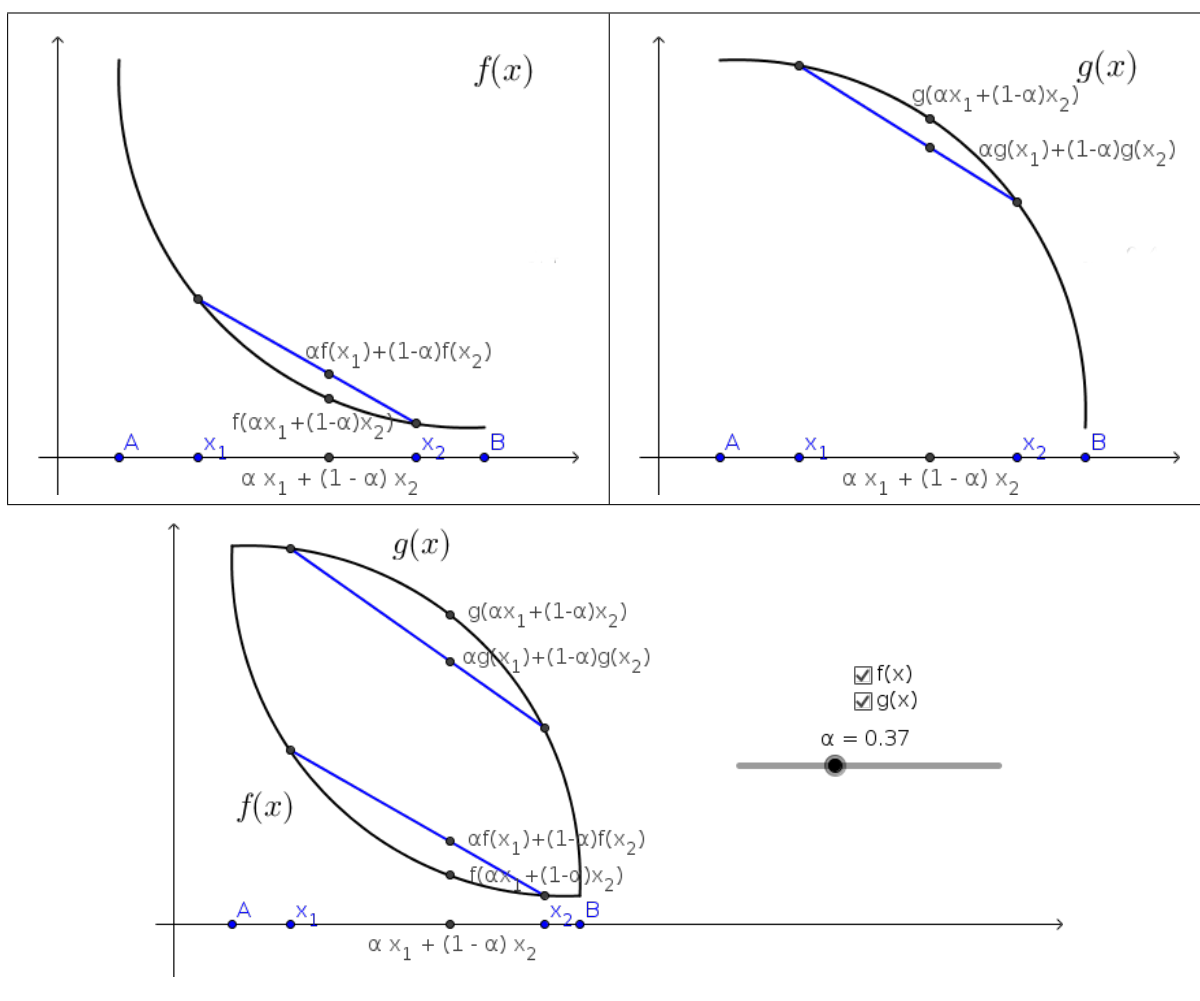 f(x)
αf(x₁)+(1-α)f(x₂)
f(αx₁+(1-α)x₂)
A x₁ x₂ B
α x₁ + (1 - α) x₂
g(x)
g(αx₁+(1-α)x₂)
αg(x₁)+(1-α)g(x₂)
A x₁ x₂ B
α x₁ + (1 - α) x₂
g(x)
g(αx₁+(1-α)x₂)
αg(x₁)+(1-α)g(x₂)
f(x)
αf(x₁)+(1-α)f(x₂)
f(αx₁+(1-α)x₂)
A x₁ x₂ B
α x₁ + (1 - α) x₂
f(x)
g(x)
α = 0.37